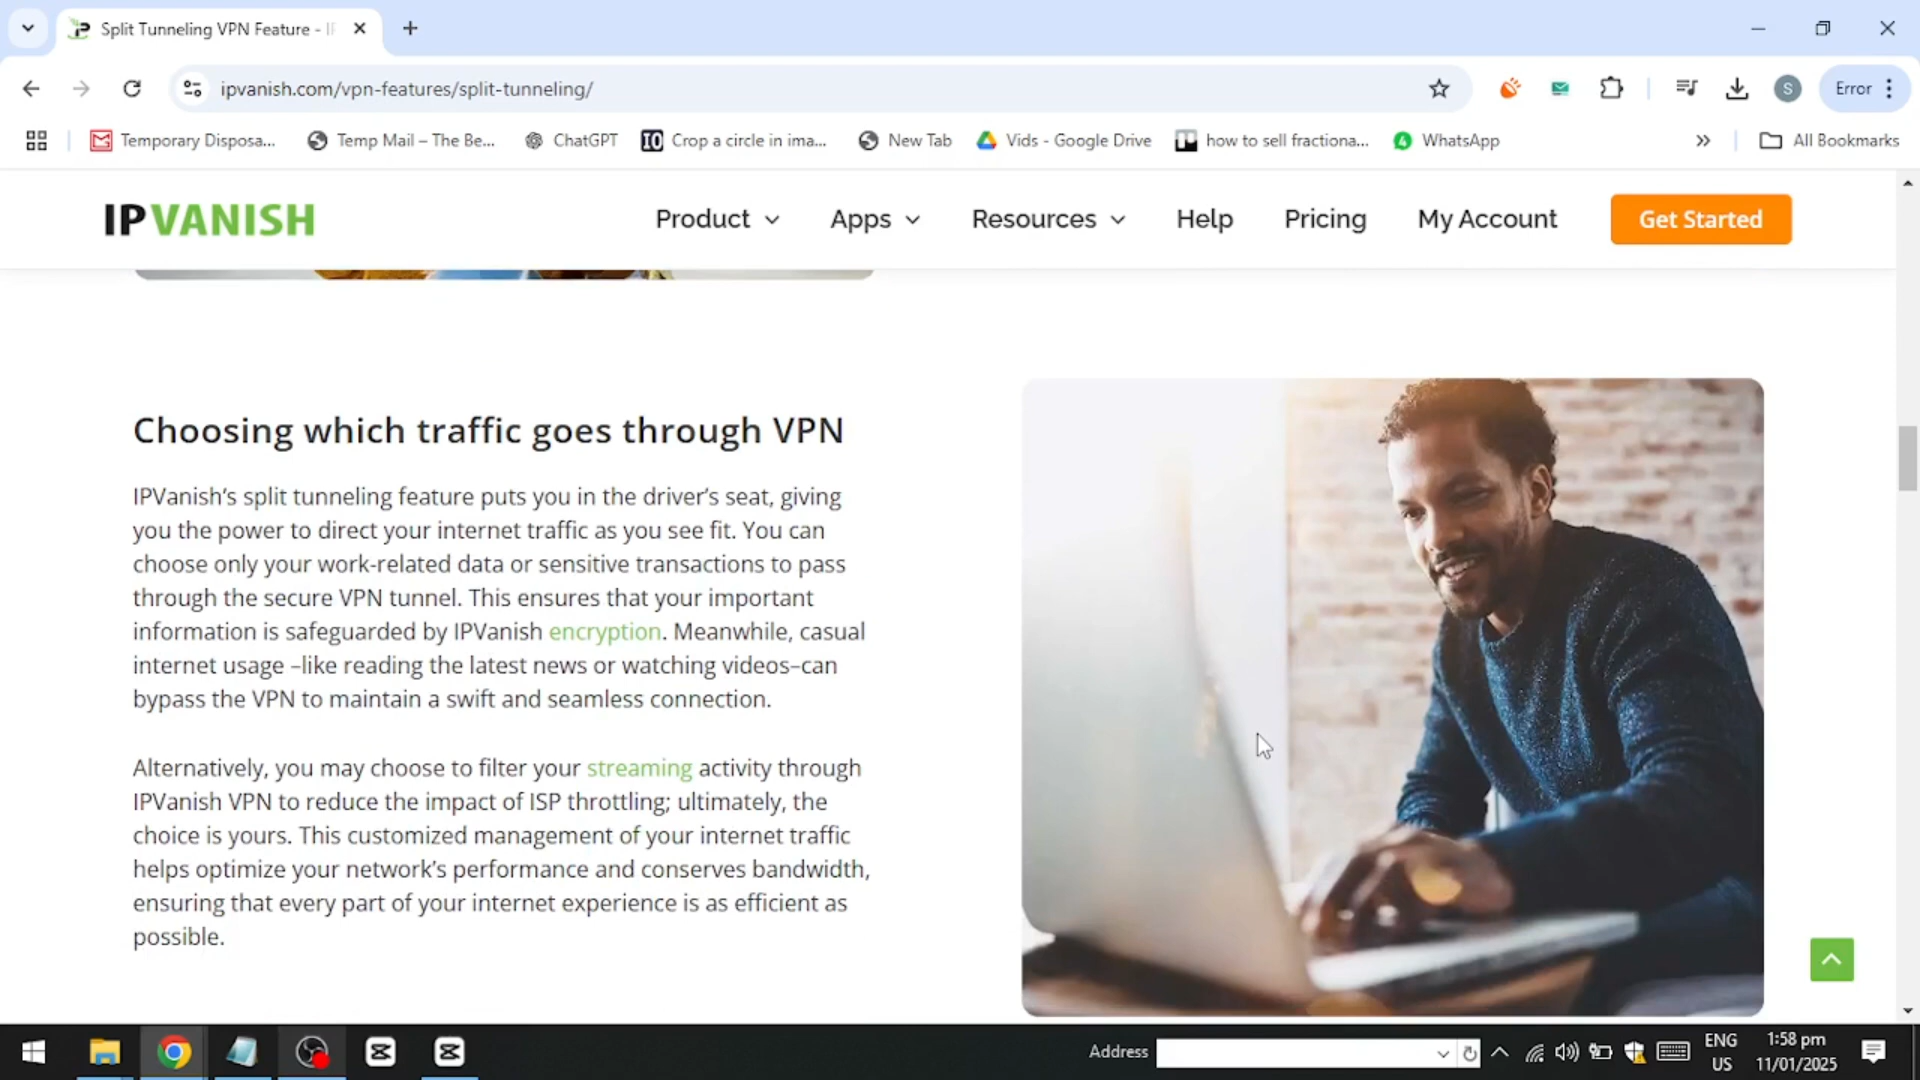 Split Tunneling VPN Feature - I
ipvanish.com/vpn-features/split-tunneling/
S
Error
Temporary Disposa...
Temp Mail – The Be...
ChatGPT
IO
Crop a circle in ima...
New Tab
Vids - Google Drive
how to sell fractiona...
WhatsApp
All Bookmarks
IPVANISH
Product
Apps
Resources
Help
Pricing
My Account
Get Started
Choosing which traffic goes through VPN
IPVanish’s split tunneling feature puts you in the driver’s seat, giving
you the power to direct your internet traffic as you see fit. You can
choose only your work-related data or sensitive transactions to pass
through the secure VPN tunnel. This ensures that your important
information is safeguarded by IPVanish encryption. Meanwhile, casual
internet usage –like reading the latest news or watching videos–can
bypass the VPN to maintain a swift and seamless connection.
Alternatively, you may choose to filter your streaming activity through
IPVanish VPN to reduce the impact of ISP throttling; ultimately, the
choice is yours. This customized management of your internet traffic
helps optimize your network’s performance and conserves bandwidth,
ensuring that every part of your internet experience is as efficient as
possible.
Address
ENG
US
1:58 pm
11/01/2025